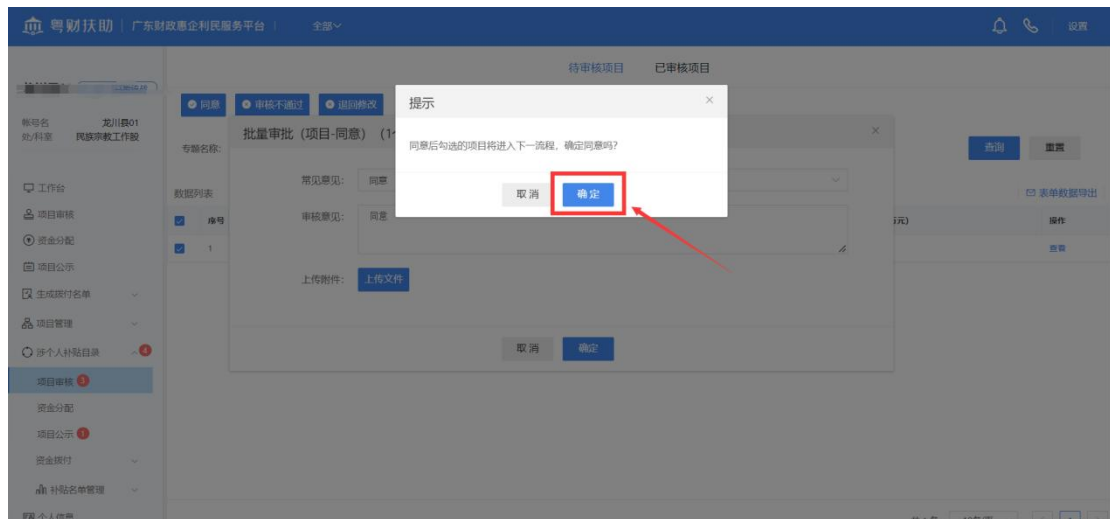 粤财扶助 | 广东财政惠企利民服务平台 | 全部
设置
待审核项目 已审核项目
帐号名 龙川县01
处/科室 民族宗教工作股
工作台
项目审核
资金分配
项目公示
生成拨付名单
项目管理
涉个人补贴目录 4
项目审核 1
资金分配
项目公示 1
资金拨付
补贴名单管理
个人信息
同意 审核不通过 退回修改
专题名称:
查询 重置
数据列表
表单数据导出
序号 操作
1 查看
批量审批（项目-同意）
常见意见: 同意
审核意见: 同意
上传附件: 上传文件
取消 确定
提示
同意后勾选的项目将进入下一流程，确定同意吗?
取消 确定